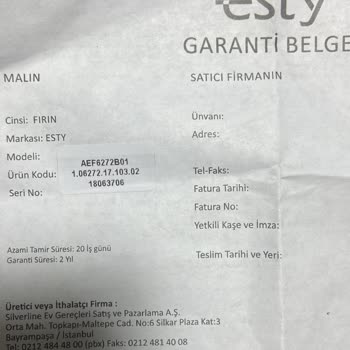 esty
GARANTİ BELGE
MALIN
SATICI FİRMANIN
Cinsi: FIRIN
Markası: ESTY
Modeli: AEF6272B01
Ürün Kodu: 1.06272.17.103.02
Seri No: 18063706
Ünvanı:
Adres:
Tel-Faks:
Fatura Tarihi:
Fatura No:
Yetkili Kaşe ve İmza:
Azami Tamir Süresi: 20 İş günü
Garanti Süresi: 2 Yıl
Teslim Tarihi ve Yeri:
Üretici veya İthalatçı Firma :
Silverline Ev Gereçleri Satış ve Pazarlama A.Ş.
Orta Mah. Topkapı-Maltepe Cad. No:6 Silkar Plaza Kat:3
Bayrampaşa / İstanbul
Tel: 0212 484 48 00 (pbx) Faks: 0212 481 40 08